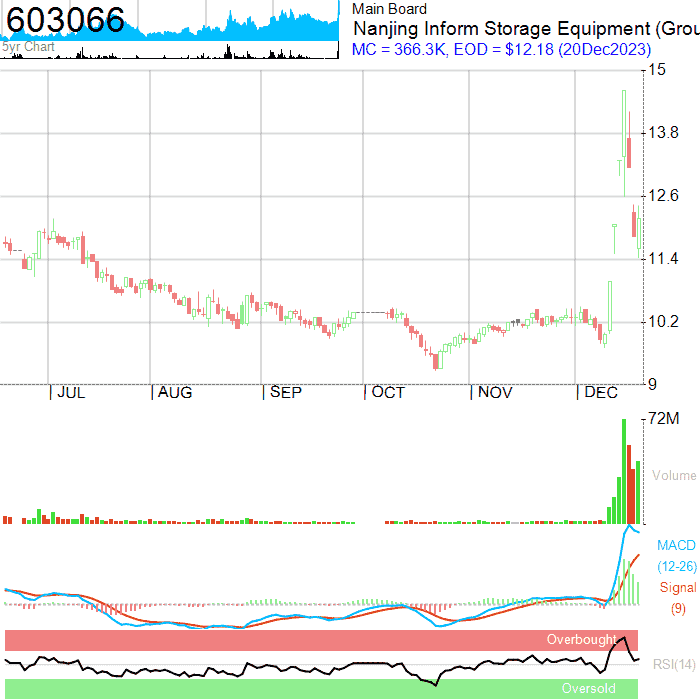 603066
5yr Chart
Main Board
Nanjing Inform Storage Equipment (Grou
MC = 366.3K, EOD = $12.18 (20Dec2023)
15
13.8
12.6
11.4
10.2
9
JUL AUG SEP OCT NOV DEC
72M
Volume
MACD
(12-26)
Signal
(9)
Overbought
RSI(14)
Oversold